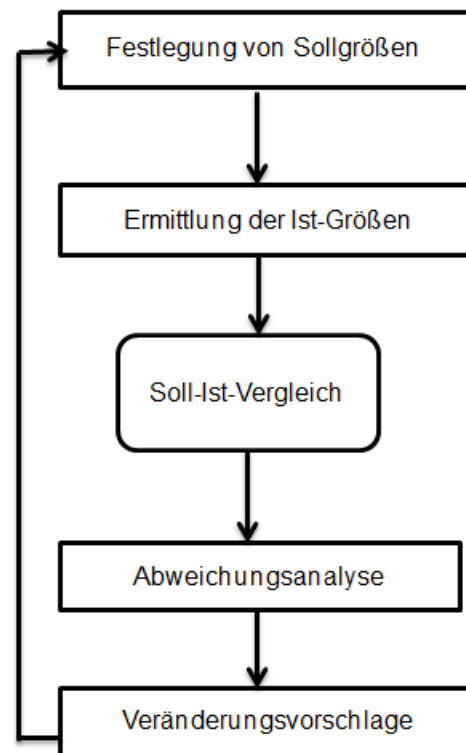 Festlegung von Sollgrößen
Ermittlung der Ist-Größen
Soll-Ist-Vergleich
Abweichungsanalyse
Veränderungsvorschlage